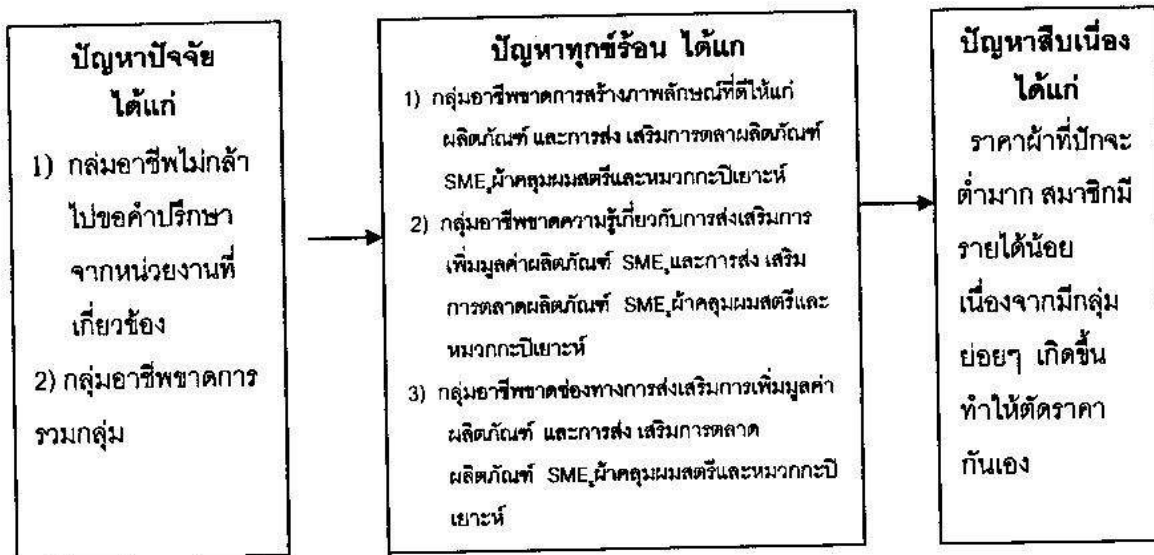 ปัญหาปัจจัย
ได้แก่
1) กลุ่มอาชีพไม่กล้า
ไปขอคำปรึกษา
จากหน่วยงานที่
เกี่ยวข้อง
2) กลุ่มอาชีพขาดการ
รวมกลุ่ม
ปัญหาทุกข์ร้อน ได้แก
1) กลุ่มอาชีพขาดการสร้างภาพลักษณ์ที่ดีให้แก่
ผลิตภัณฑ์ และการส่ง เสริมการตลาผลิตภัณฑ์
SME ผ้าคลุมผมสตรีและหมวกกะปิเยาะห์
2) กลุ่มอาชีพขาดความรู้เกี่ยวกับการส่งเสริมการ
เพิ่มมูลค่าผลิตภัณฑ์ SME และการส่ง เสริม
การตลาดผลิตภัณฑ์ SME ผ้าคลุมผมสตรีและ
หมวกกะปิเยาะห์
3) กลุ่มอาชีพขาดช่องทางการส่งเสริมการเพิ่มมูลค่า
ผลิตภัณฑ์ และการส่ง เสริมการตลาด
ผลิตภัณฑ์ SME ผ้าคลุมผมสตรีและหมวกกะปิ
เยาะห์
ปัญหาสืบเนื่อง
ได้แก่
ราคาผ้าที่ปักจะ
ต่ำมาก สมาชิกมี
รายได้น้อย
เนื่องจากมีกลุ่ม
ย่อยๆ เกิดขึ้น
ทำให้ตัดราคา
กันเอง